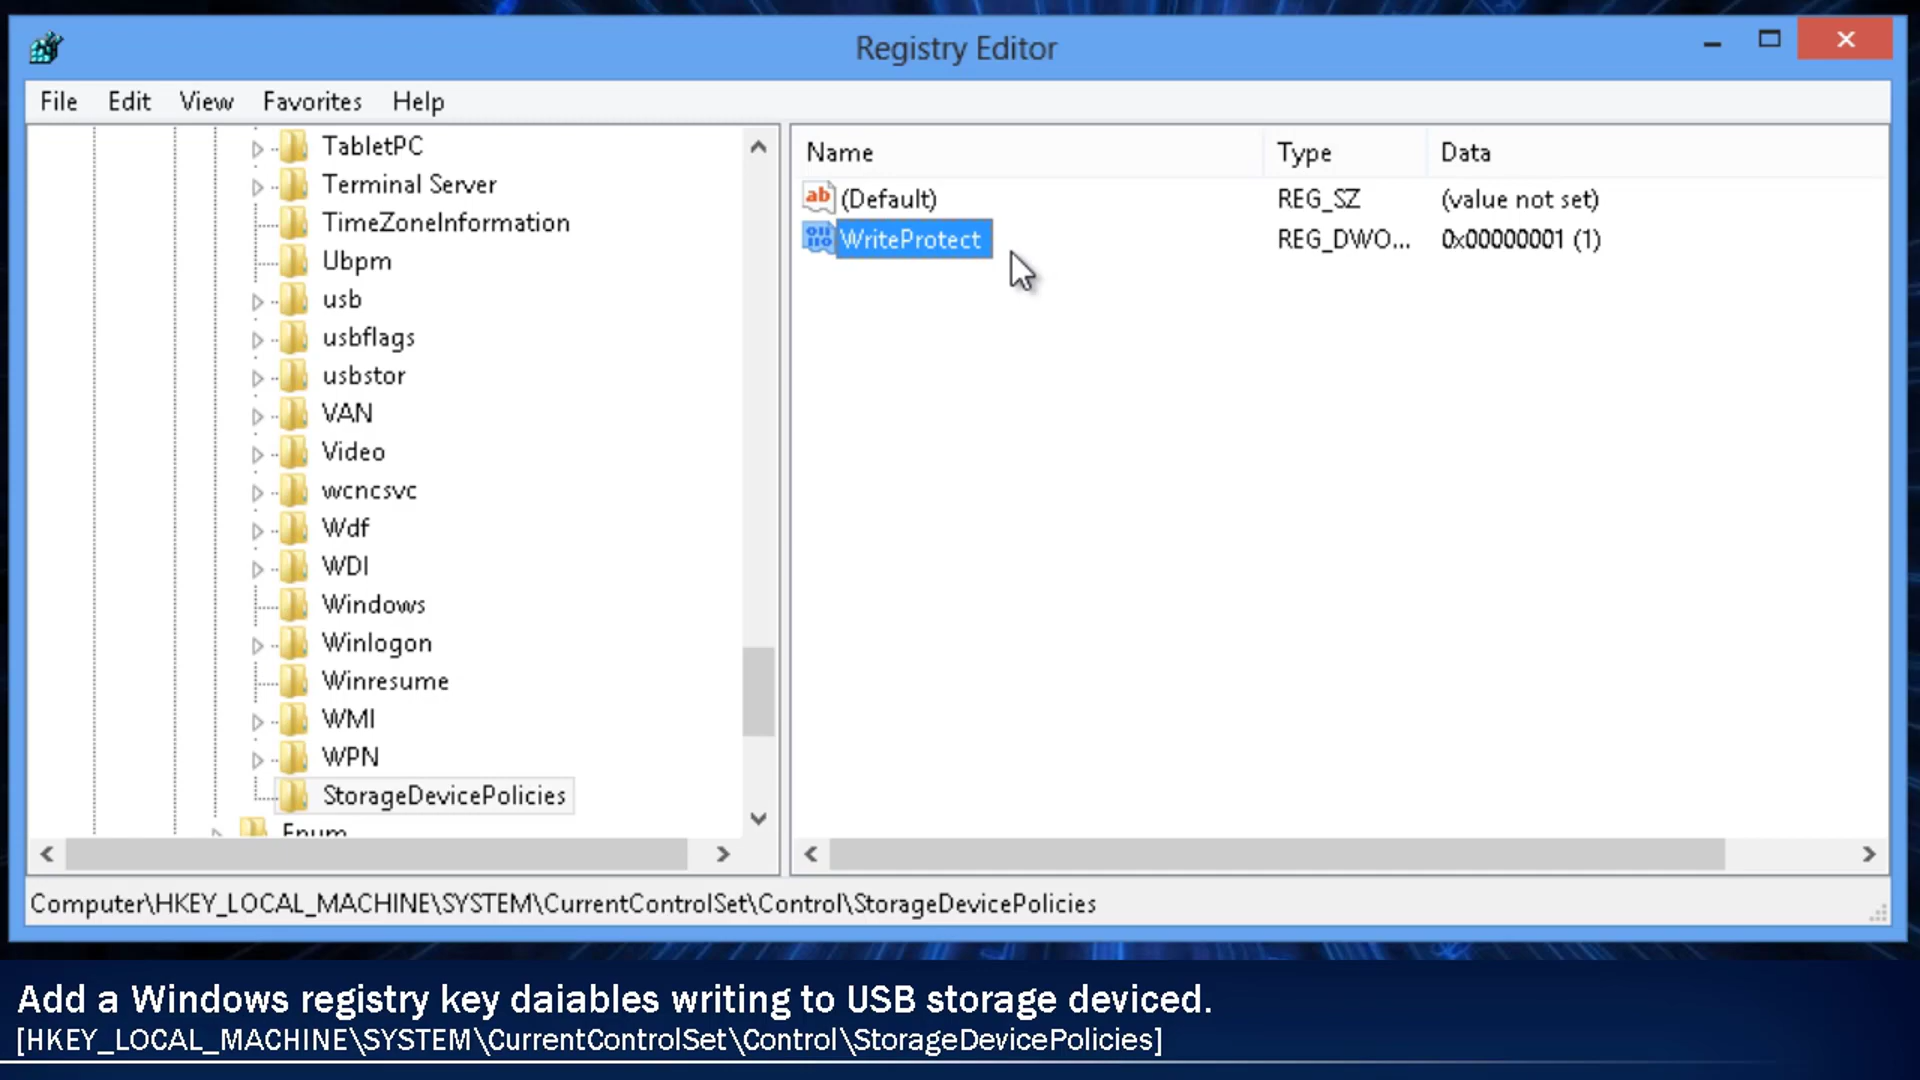 Registry Editor
File Edit View Favorites Help
TabletPC
Terminal Server
TimeZoneInformation
Ubpm
usb
usbflags
usbstor
VAN
Video
wcncsvc
Wdf
WDI
Windows
Winlogon
Winresume
WMI
WPN
StorageDevicePolicies
Enum
Name Type Data
(Default) REG_SZ (value not set)
WriteProtect REG_DWO... 0x00000001 (1)
Computer\HKEY_LOCAL_MACHINE\SYSTEM\CurrentControlSet\Control\StorageDevicePolicies
Add a Windows registry key daiables writing to USB storage deviced.
[HKEY_LOCAL_MACHINE\SYSTEM\CurrentControlSet\Control\StorageDevicePolicies]